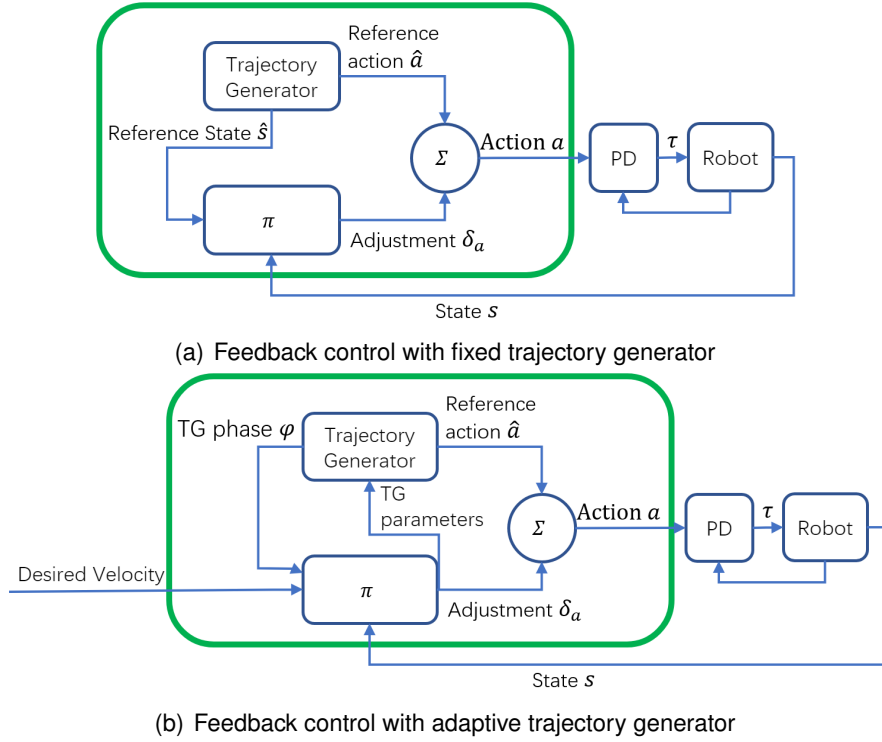 Reference
action â
Trajectory
Generator
Reference State ŝ
Σ
Action a
PD
τ
Robot
π
Adjustment δₐ
State s
(a) Feedback control with fixed trajectory generator
Reference
action â
TG phase φ
Trajectory
Generator
TG
parameters
Σ
Action a
PD
τ
Robot
Desired Velocity
π
Adjustment δₐ
State s
(b) Feedback control with adaptive trajectory generator